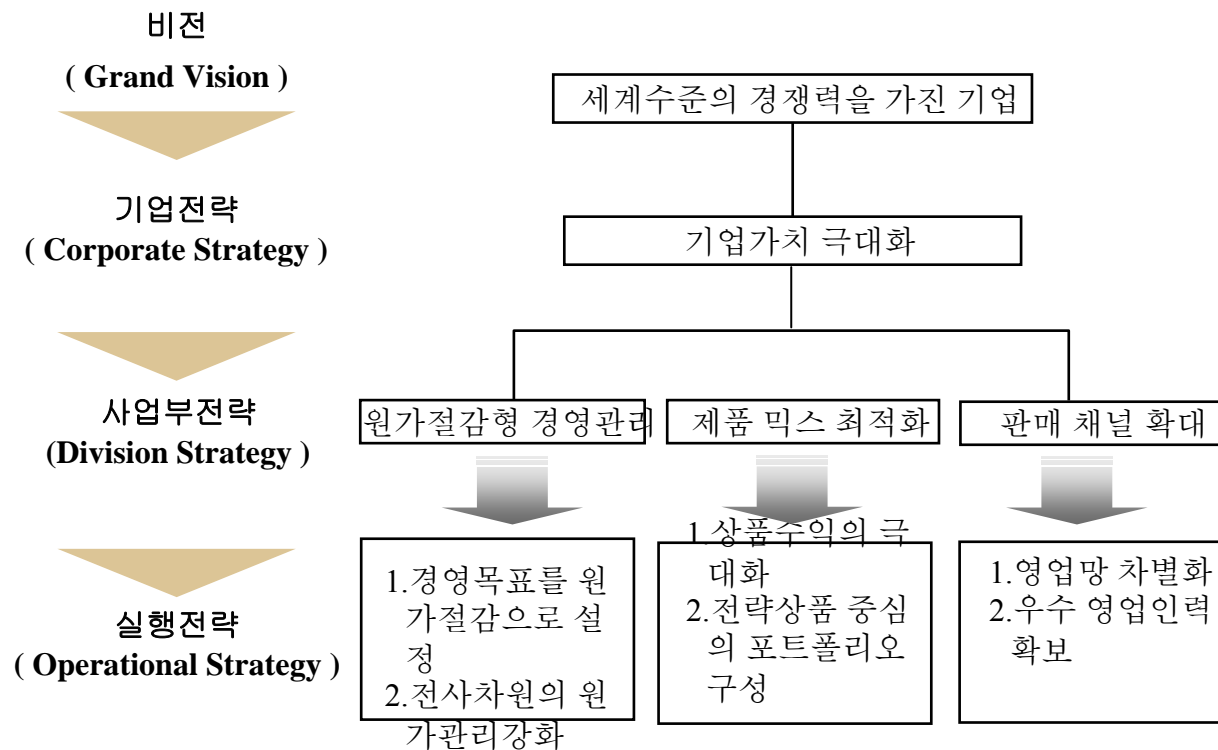 비전
( Grand Vision )
세계수준의 경쟁력을 가진 기업
기업전략
( Corporate Strategy )
기업가치 극대화
사업부전략
(Division Strategy )
원가절감형 경영관리
제품 믹스 최적화
판매 채널 확대
실행전략
( Operational Strategy )
1.경영목표를 원
가절감으로 설
정
2.전사차원의 원
가관리강화
1.상품수익의 극
대화
2.전략상품 중심
의 포트폴리오
구성
1.영업망 차별화
2.우수 영업인력
확보